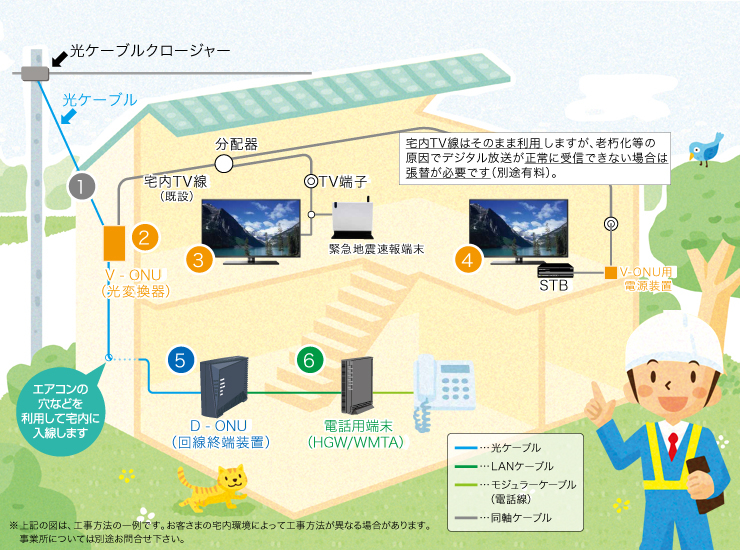 光ケーブルクロージャー
光ケーブル
分配器
宅内TV線
(既設)
TV端子
宅内TV線はそのまま利用しますが、老朽化等の
原因でデジタル放送が正常に受信できない場合は
張替が必要です(別途有料)。
1
2
V - ONU
(光変換器)
3
緊急地震速報端末
4
STB
V-ONU用
電源装置
エアコンの
穴などを
利用して宅内に
入線します
5
D - ONU
(回線終端装置)
6
電話用端末
(HGW/WMTA)
…光ケーブル
…LANケーブル
…モジュラーケーブル
(電話線)
…同軸ケーブル
※上記の図は、工事方法の一例です。お客さまの宅内環境によって工事方法が異なる場合があります。
事業所については別途お問合せ下さい。